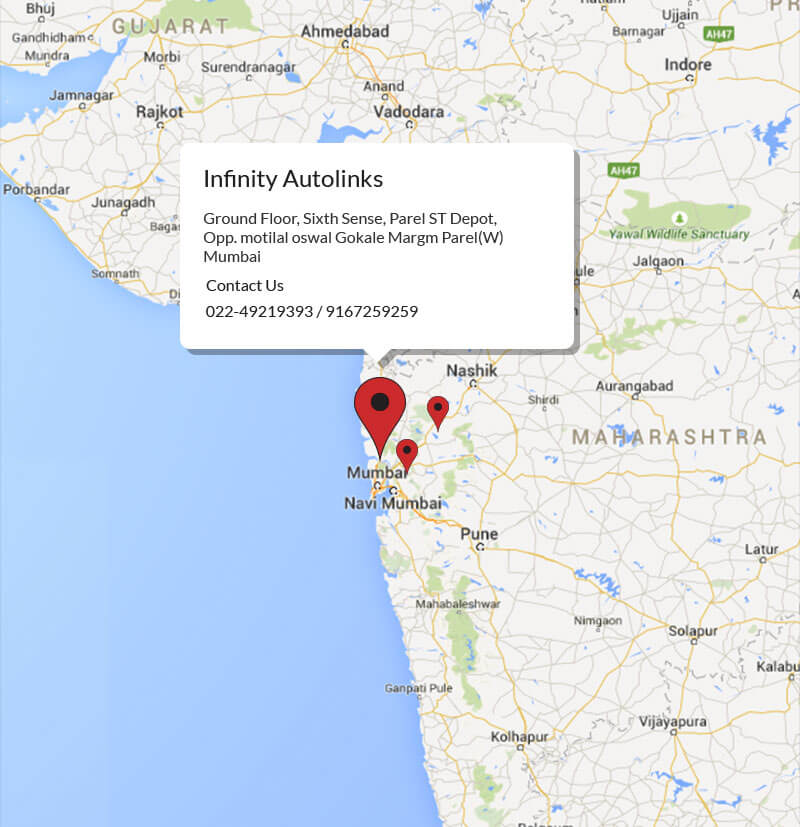 Bhuj
GUJARAT
Gandhidham
Mundra
Ahmedabad
Ujjain
Barnagar
AH47
Morbi
Surendranagar
Indore
Anand
Jamnagar
Rajkot
Vadodara
AH47
Porbandar
Junagadh
Yawal Wildlife Sanctuary
Somnath
Jalgaon
Infinity Autolinks
Ground Floor, Sixth Sense, Parel ST Depot,
Opp. motilal oswal Gokale Margm Parel(W)
Mumbai
Contact Us
022-49219393 / 9167259259
Nashik
Aurangabad
Shirdi
MAHARASHTRA
Mumbai
Navi Mumbai
Pune
Latur
Mahabaleshwar
Nimgaon
Solapur
Kalabu
Ganpati Pule
Vijayapura
Kolhapur